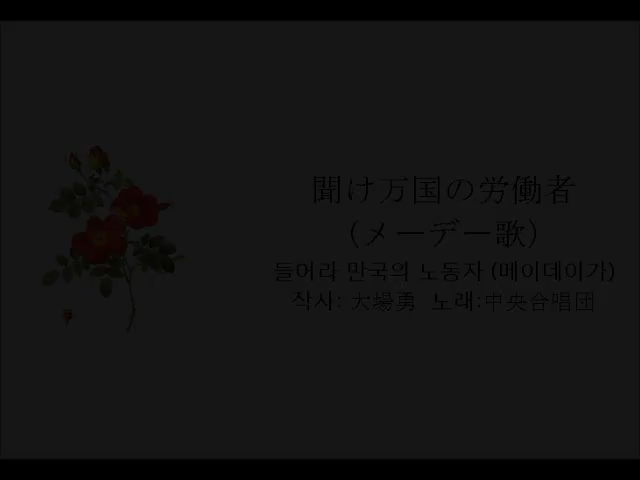 聞け万国の労働者
(メーデー歌)
들어라 만국의 노동자 (메이데이가)
작사: 大場勇 노래:中央合唱団